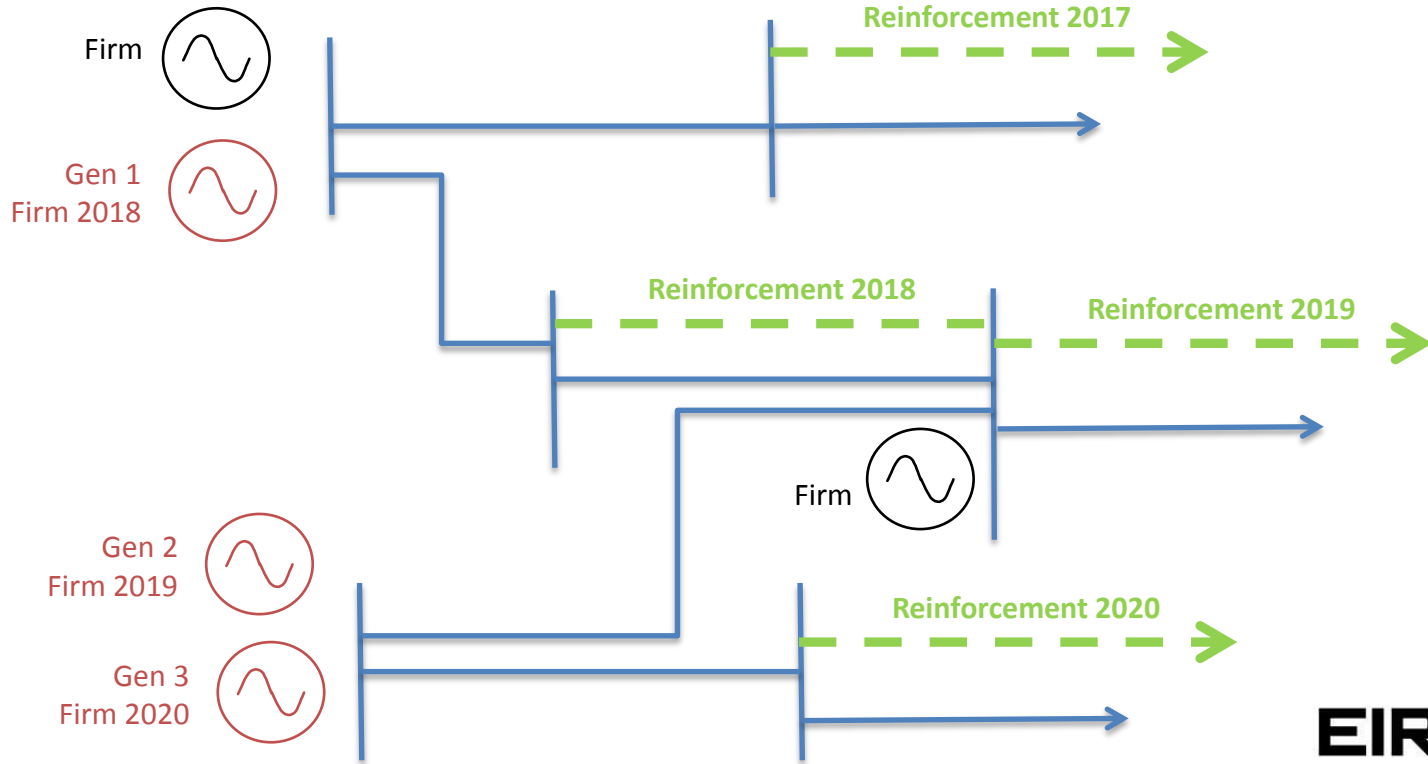 Reinforcement 2017
Firm
Gen 1
Firm 2018
Reinforcement 2018
Reinforcement 2019
Firm
Gen 2
Firm 2019
Reinforcement 2020
Gen 3
Firm 2020
EIR